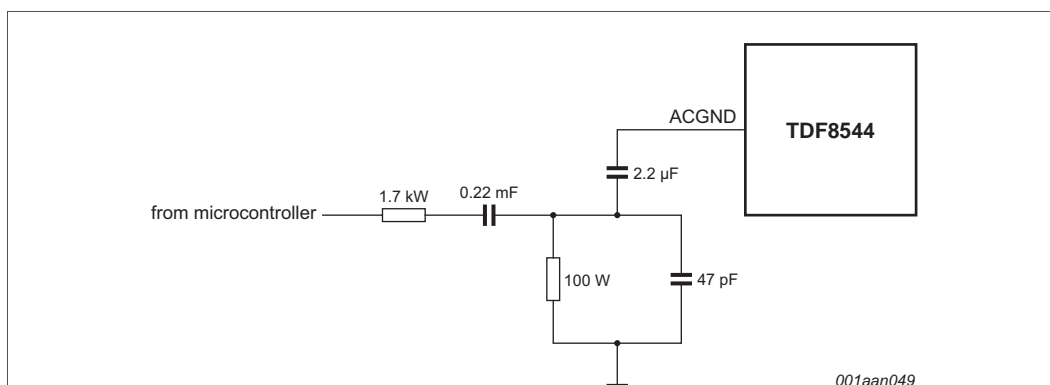 ACGND
TDF8544
2.2 µF
1.7 kW
0.22 mF
from microcontroller
100 W
47 pF
001aan049